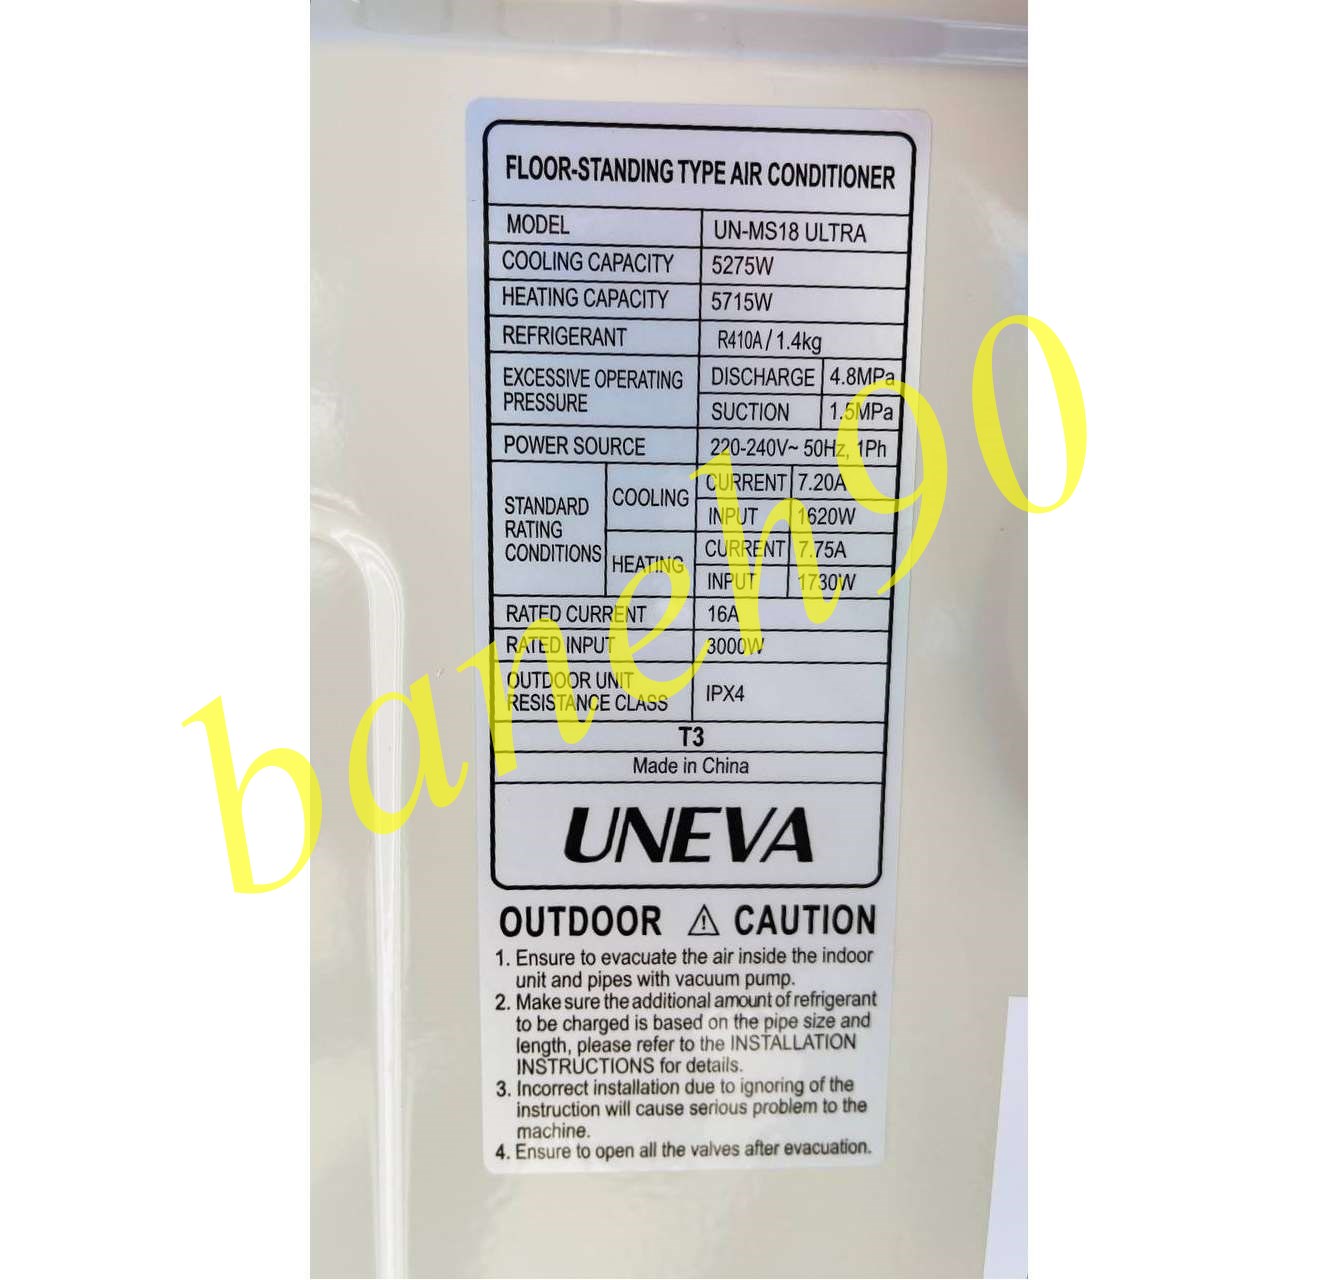 FLOOR-STANDING TYPE AIR CONDITIONER
MODEL UN-MS18 ULTRA
COOLING CAPACITY 5275W
HEATING CAPACITY 5715W
REFRIGERANT R410A / 1.4kg
EXCESSIVE OPERATING PRESSURE DISCHARGE 4.8MPa
SUCTION 1.5MPa
POWER SOURCE 220-240V~ 50Hz, 1Ph
STANDARD RATING CONDITIONS COOLING CURRENT 7.20A
INPUT 1620W
HEATING CURRENT 7.75A
INPUT 1730W
RATED CURRENT 16A
RATED INPUT 3000W
OUTDOOR UNIT RESISTANCE CLASS IPX4
T3
Made in China
UNEVA
OUTDOOR ⚠ CAUTION
1. Ensure to evacuate the air inside the indoor
unit and pipes with vacuum pump.
2. Make sure the additional amount of refrigerant
to be charged is based on the pipe size and
length, please refer to the INSTALLATION
INSTRUCTIONS for details.
3. Incorrect installation due to ignoring of the
instruction will cause serious problem to the
machine.
4. Ensure to open all the valves after evacuation.
baneh90